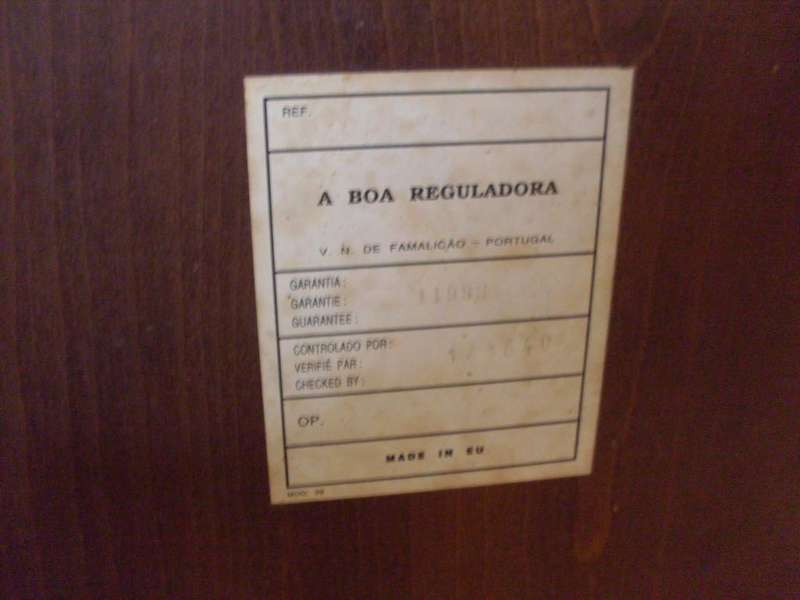 REF.
A BOA REGULADORA
V. N. DE FAMALICÃO - PORTUGAL
GARANTIA:
GARANTIE:
GUARANTEE:
CONTROLADO POR:
VERIFIÉ PAR:
CHECKED BY:
OP.
MADE IN EU